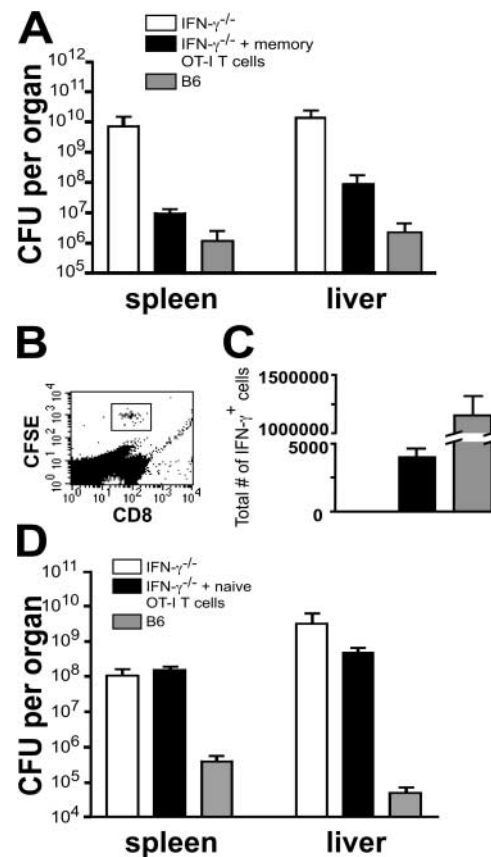 A
IFN-γ⁻/⁻
IFN-γ⁻/⁻ + memory
OT-I T cells
B6
CFU per organ
10¹²
10¹¹
10¹⁰
10⁹
10⁸
10⁷
10⁶
10⁵
spleen
liver
B
CFSE
10⁴
10³
10²
10¹
10⁰
10⁰ 10¹ 10² 10³ 10⁴
CD8
C
Total # of IFN-γ⁺ cells
1500000
1000000
5000
0
D
IFN-γ⁻/⁻
IFN-γ⁻/⁻ + naive
OT-I T cells
B6
CFU per organ
10¹¹
10¹⁰
10⁹
10⁸
10⁷
10⁶
10⁵
10⁴
spleen
liver